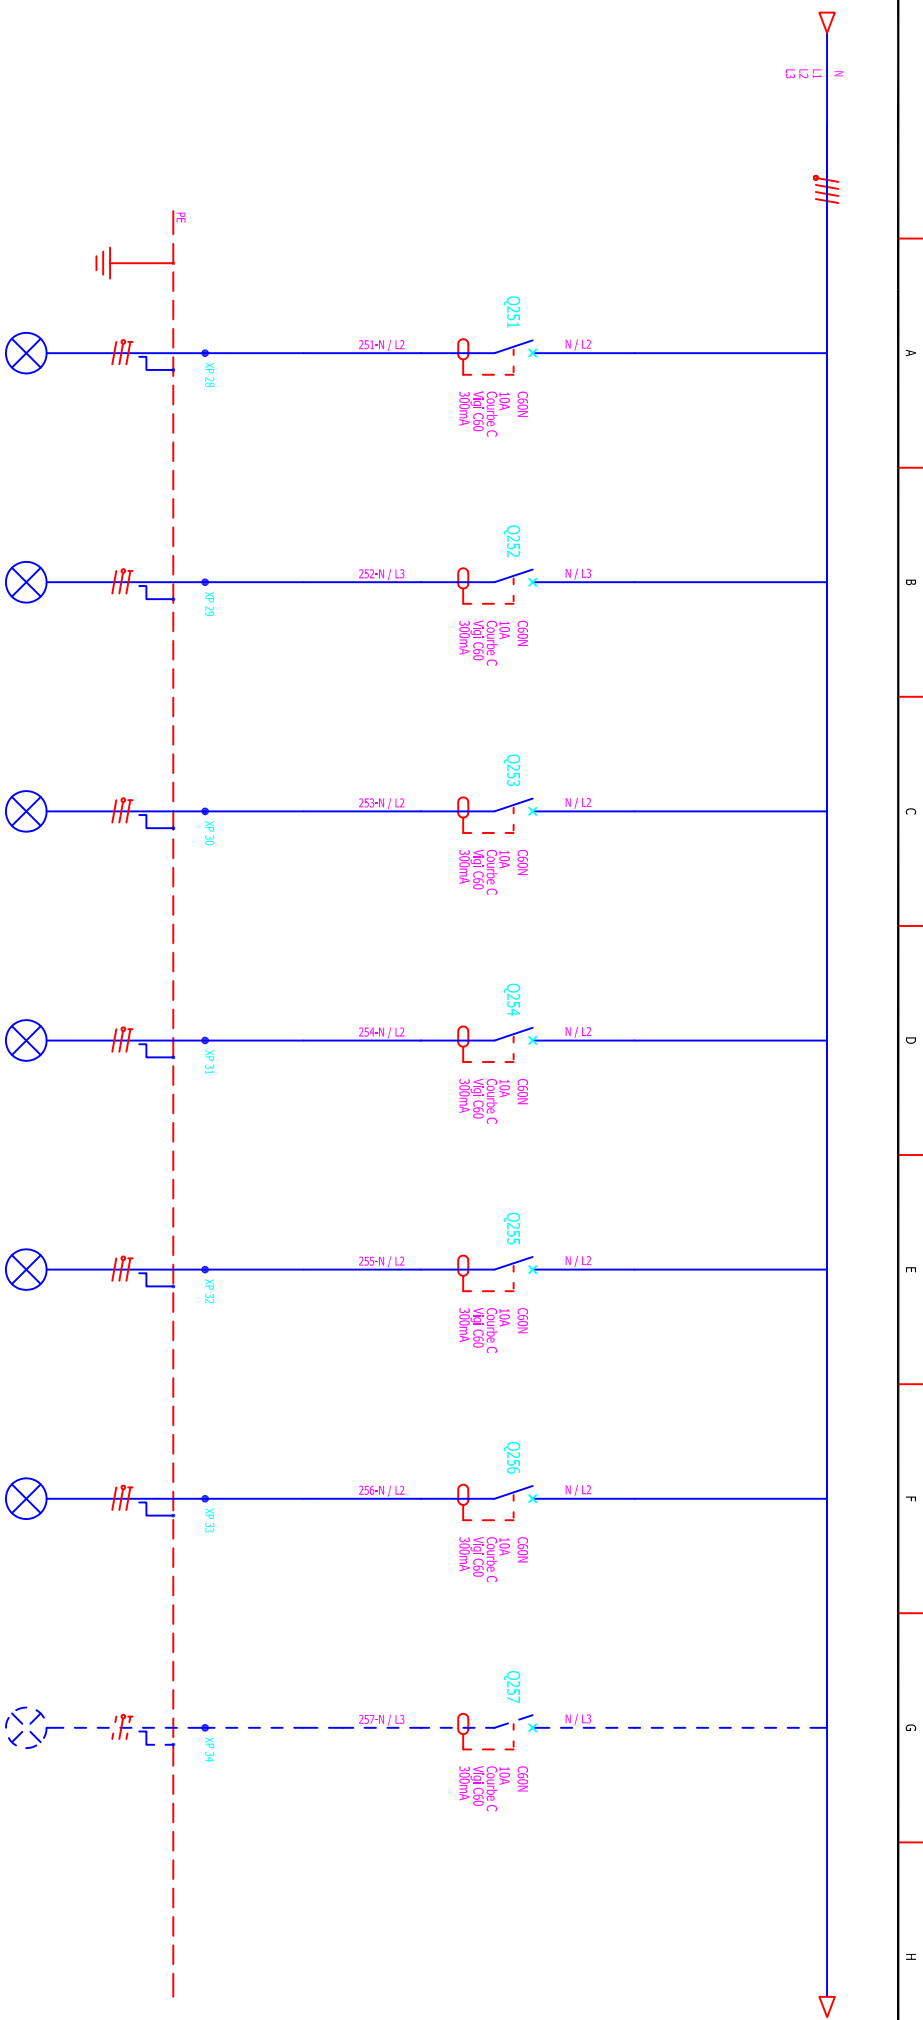 A
B
C
D
E
F
G
H
N
L1
L2
L3
N / L2
Q251
C60N
10A
Courbe C
Vigi C60
300mA
251-N / L2
XP 28
N / L3
Q252
C60N
10A
Courbe C
Vigi C60
300mA
252-N / L3
XP 29
N / L2
Q253
C60N
10A
Courbe C
Vigi C60
300mA
253-N / L2
XP 30
N / L2
Q254
C60N
10A
Courbe C
Vigi C60
300mA
254-N / L2
XP 31
N / L2
Q255
C60N
10A
Courbe C
Vigi C60
300mA
255-N / L2
XP 32
N / L2
Q256
C60N
10A
Courbe C
Vigi C60
300mA
256-N / L2
XP 33
N / L3
Q257
C60N
10A
Courbe C
Vigi C60
300mA
257-N / L3
XP 34
PE